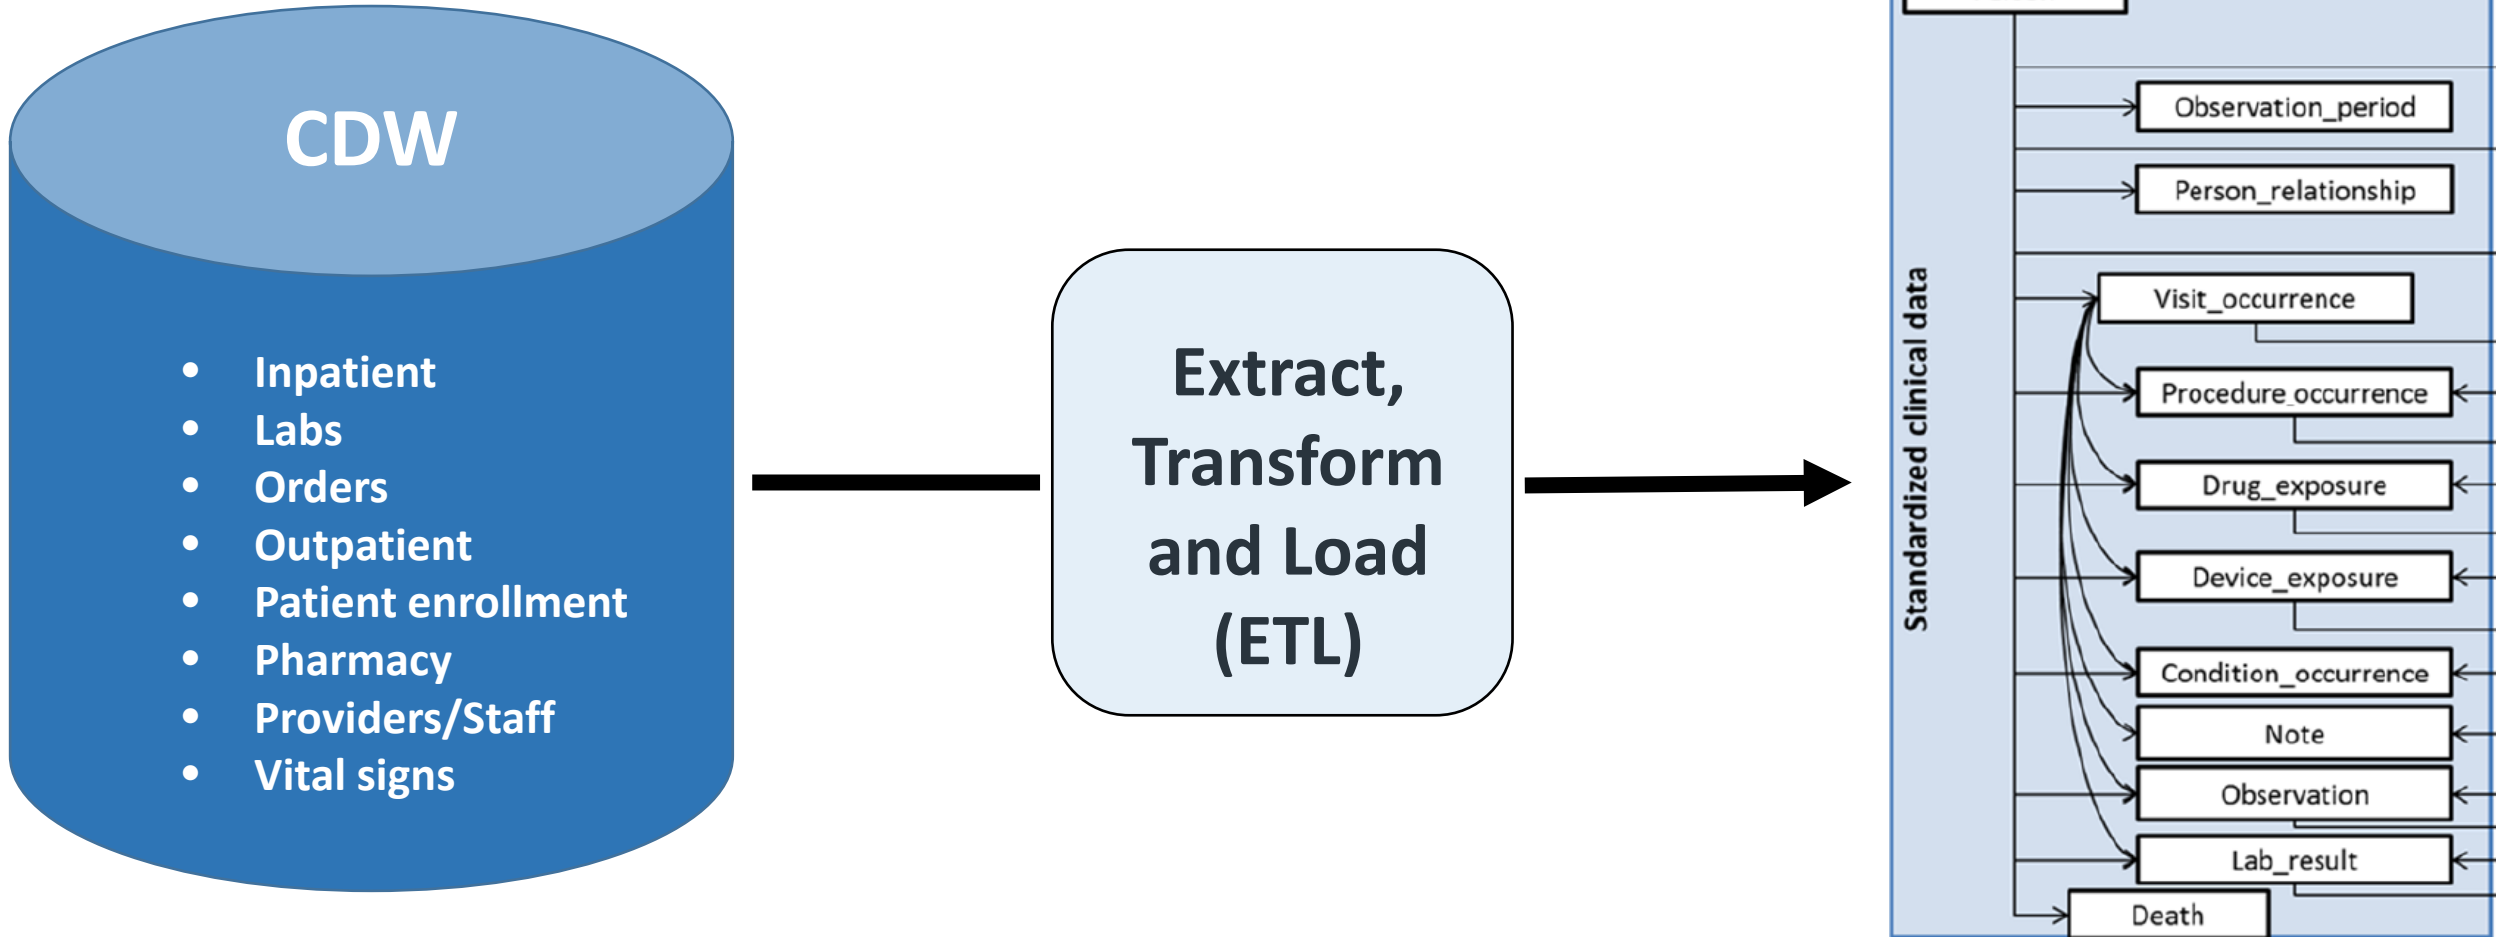 CDW
• Inpatient
• Labs
• Orders
• Outpatient
• Patient enrollment
• Pharmacy
• Providers/Staff
• Vital signs
Extract,
Transform
and Load
(ETL)
Standardized clinical data
Observation_period
Person_relationship
Visit_occurrence
Procedure_occurrence
Drug_exposure
Device_exposure
Condition_occurrence
Note
Observation
Lab_result
Death